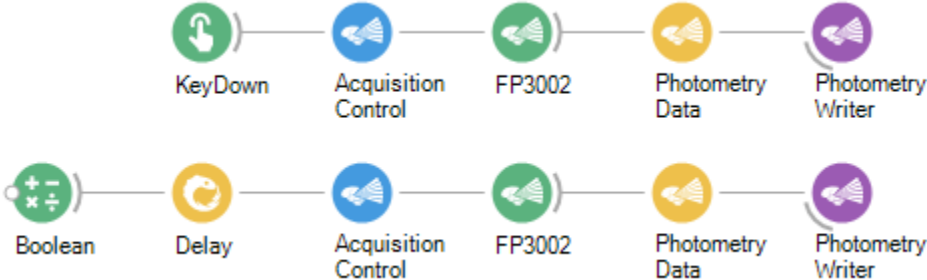 KeyDown
Acquisition
Control
FP3002
Photometry
Data
Photometry
Writer
Boolean
Delay
Acquisition
Control
FP3002
Photometry
Data
Photometry
Writer